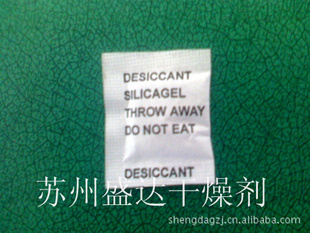 DESICCANT
SILICAGEL
THROW AWAY
DO NOT EAT
DESICCANT
苏州盛达干燥剂
shengdagzj.cn.alibaba.com